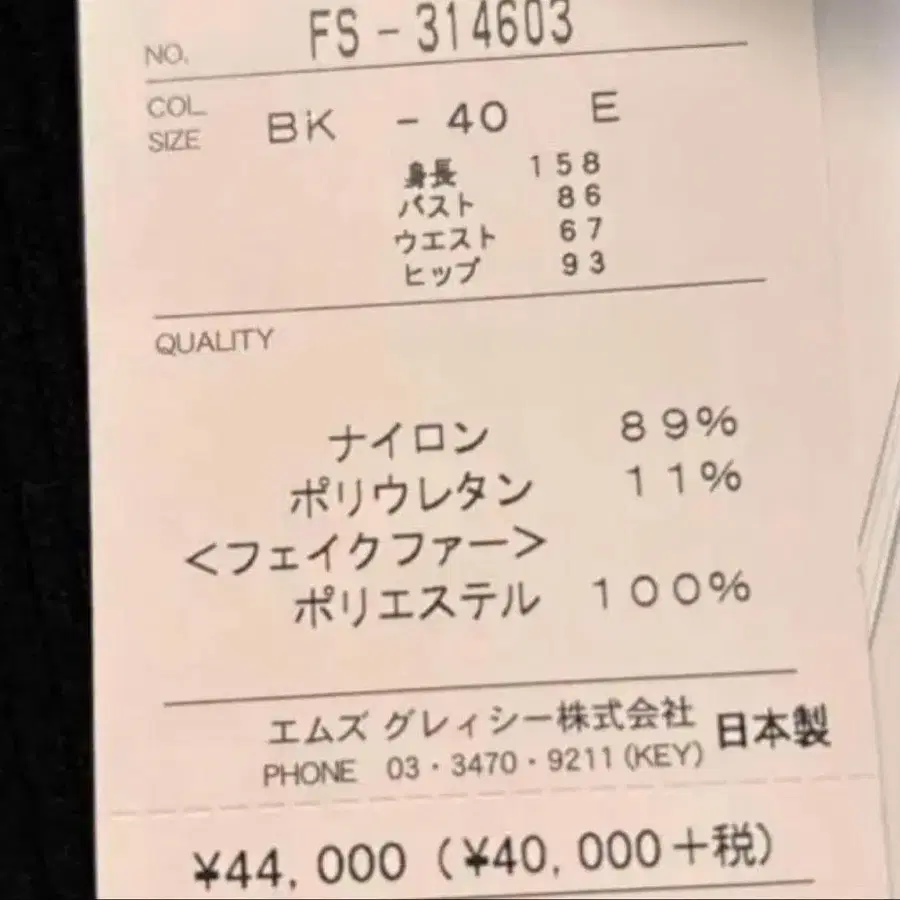 NO. FS-314603
COL.
SIZE BK -40 E
身長 158
バスト 86
ウエスト 67
ヒップ 93
QUALITY
ナイロン 89%
ポリウレタン 11%
<フェイクファー>
ポリエステル 100%
エムズ グレィシー株式会社 日本製
PHONE 03・3470・9211(KEY)
¥44,000(¥40,000+税)